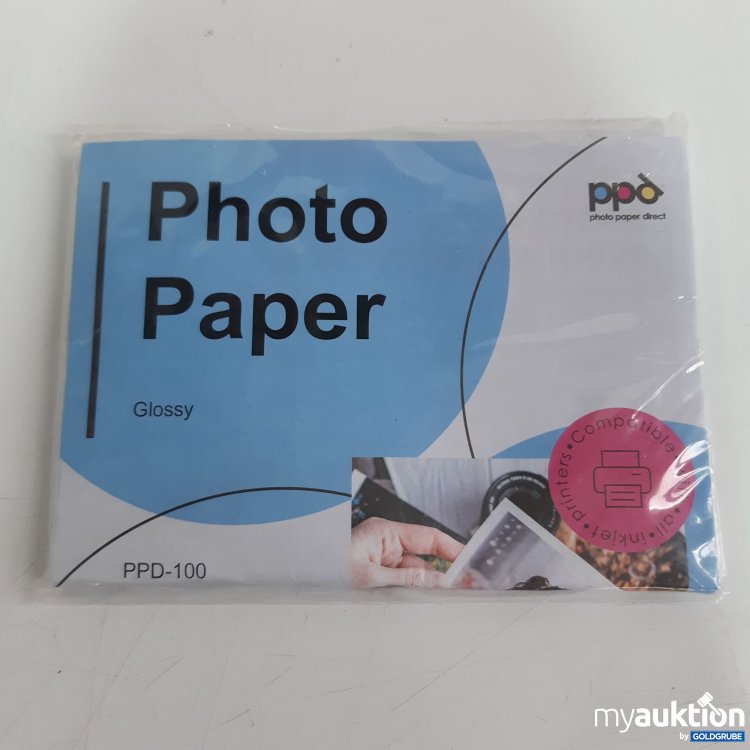 Photo
Paper
ppd
photo paper direct
Glossy
Compatible
all • inkjet • printers •
PPD-100
myauktion
by GOLDGRUBE